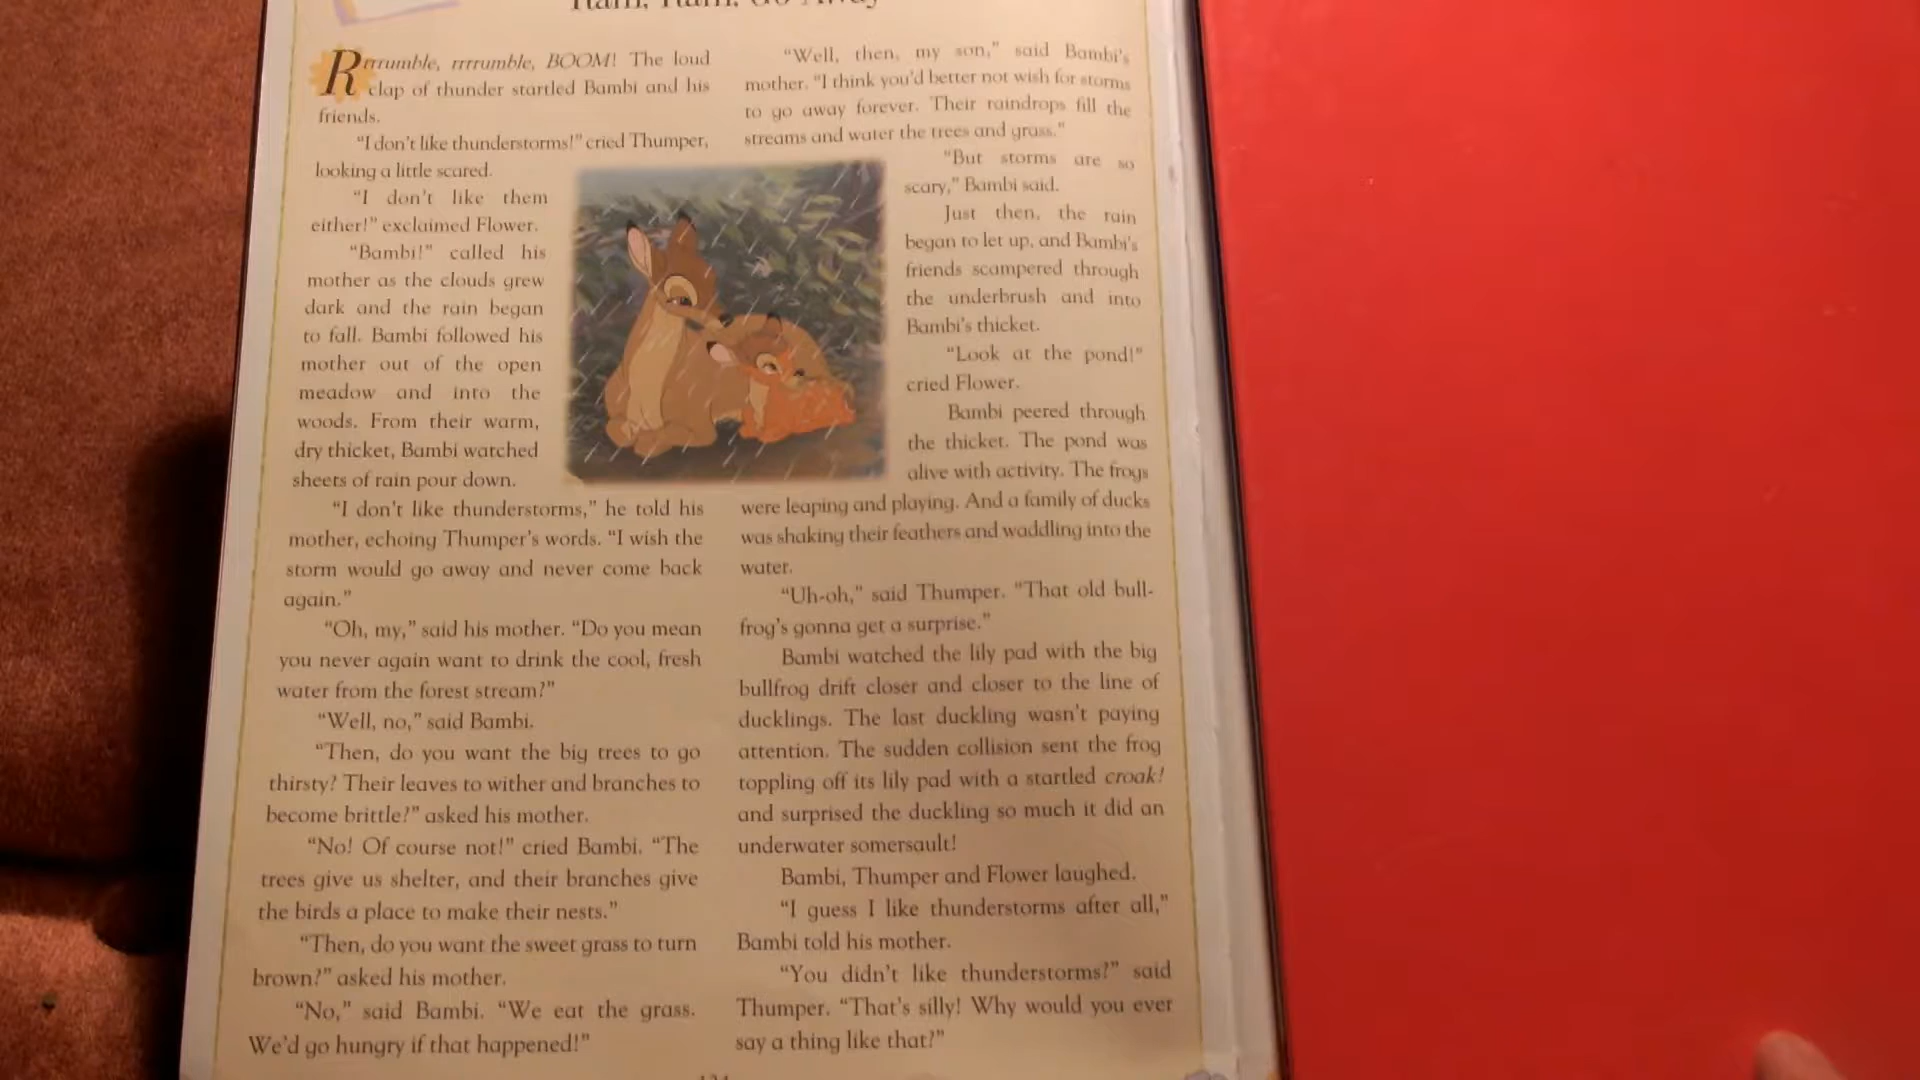 Rain, Rain, Go Away
Rrrrumble, rrrrumble, BOOM! The loud
clap of thunder startled Bambi and his
friends.
“I don't like thunderstorms!” cried Thumper,
looking a little scared.
“I don't like them
either!” exclaimed Flower.
“Bambi!” called his
mother as the clouds grew
dark and the rain began
to fall. Bambi followed his
mother out of the open
meadow and into the
woods. From their warm,
dry thicket, Bambi watched
sheets of rain pour down.
“I don't like thunderstorms,” he told his
mother, echoing Thumper's words. “I wish the
storm would go away and never come back
again.”
“Oh, my,” said his mother. “Do you mean
you never again want to drink the cool, fresh
water from the forest stream?”
“Well, no,” said Bambi.
“Then, do you want the big trees to go
thirsty? Their leaves to wither and branches to
become brittle?” asked his mother.
“No! Of course not!” cried Bambi. “The
trees give us shelter, and their branches give
the birds a place to make their nests.”
“Then, do you want the sweet grass to turn
brown?” asked his mother.
“No,” said Bambi. “We eat the grass.
We'd go hungry if that happened!”
“Well, then, my son,” said Bambi's
mother. “I think you'd better not wish for storms
to go away forever. Their raindrops fill the
streams and water the trees and grass.”
“But storms are so
scary,” Bambi said.
Just then, the rain
began to let up, and Bambi's
friends scampered through
the underbrush and into
Bambi's thicket.
“Look at the pond!”
cried Flower.
Bambi peered through
the thicket. The pond was
alive with activity. The frogs
were leaping and playing. And a family of ducks
was shaking their feathers and waddling into the
water.
“Uh-oh,” said Thumper. “That old bull-
frog's gonna get a surprise.”
Bambi watched the lily pad with the big
bullfrog drift closer and closer to the line of
ducklings. The last duckling wasn't paying
attention. The sudden collision sent the frog
toppling off its lily pad with a startled croak!
and surprised the duckling so much it did an
underwater somersault!
Bambi, Thumper and Flower laughed.
“I guess I like thunderstorms after all,”
Bambi told his mother.
“You didn't like thunderstorms?” said
Thumper. “That's silly! Why would you ever
say a thing like that?”